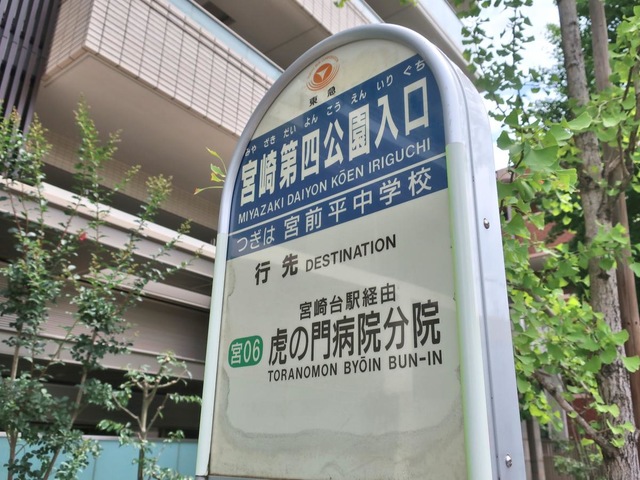 東急
みやざきだいよんこうえんいりぐち
宮崎第四公園入口
MIYAZAKI DAIYON KŌEN IRIGUCHI
つぎは 宮前平中学校
行先 DESTINATION
宮崎台駅経由
宮06 虎の門病院分院
TORANOMON BYŌIN BUN-IN